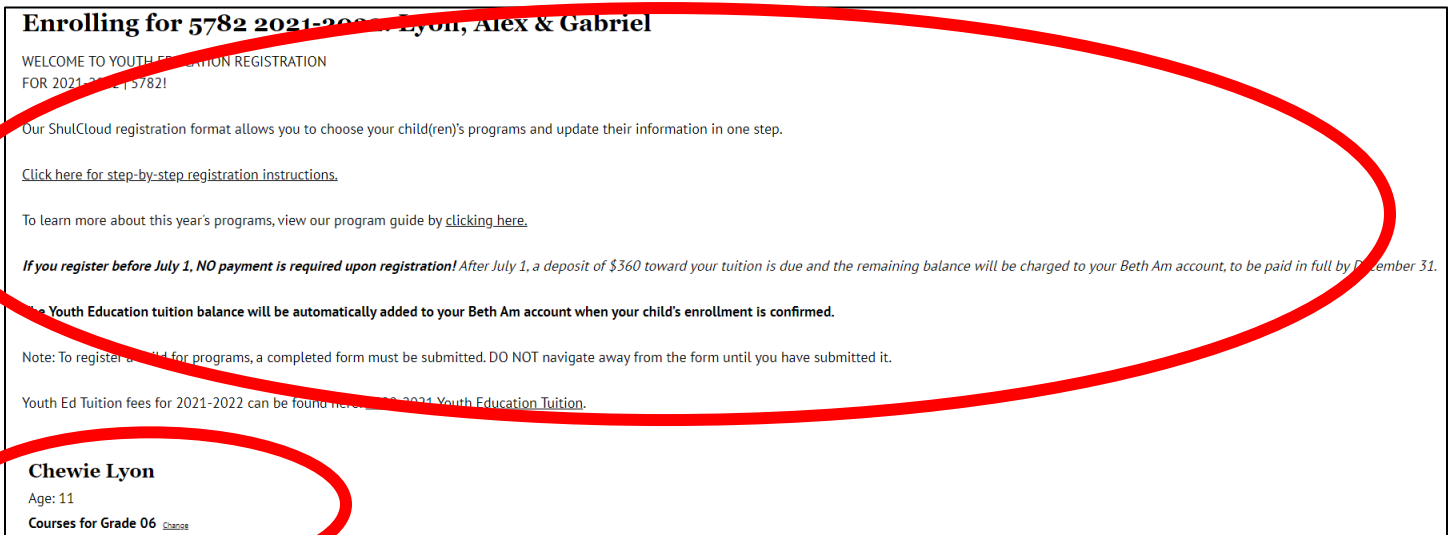 Enrolling for 5782 2021-2022: Lyon, Alex & Gabriel
WELCOME TO YOUTH EDUCATION REGISTRATION
FOR 2021-2022 | 5782!
Our ShulCloud registration format allows you to choose your child(ren)'s programs and update their information in one step.
Click here for step-by-step registration instructions.
To learn more about this year's programs, view our program guide by clicking here.
If you register before July 1, NO payment is required upon registration! After July 1, a deposit of $360 toward your tuition is due and the remaining balance will be charged to your Beth Am account, to be paid in full by December 31.
The Youth Education tuition balance will be automatically added to your Beth Am account when your child's enrollment is confirmed.
Note: To register a child for programs, a completed form must be submitted. DO NOT navigate away from the form until you have submitted it.
Youth Ed Tuition fees for 2021-2022 can be found here: 2021 Youth Education Tuition.
Chewie Lyon
Age: 11
Courses for Grade 06 Change